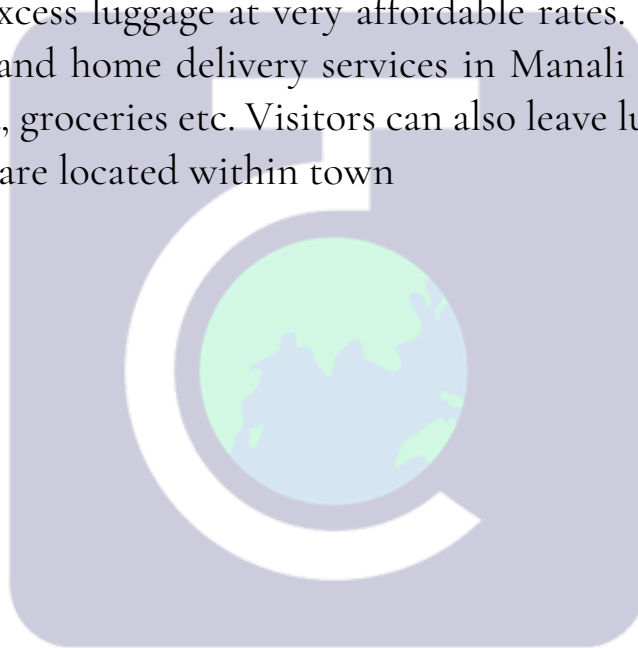 xcess luggage at very affordable rates.
and home delivery services in Manali
, groceries etc. Visitors can also leave lu
are located within town